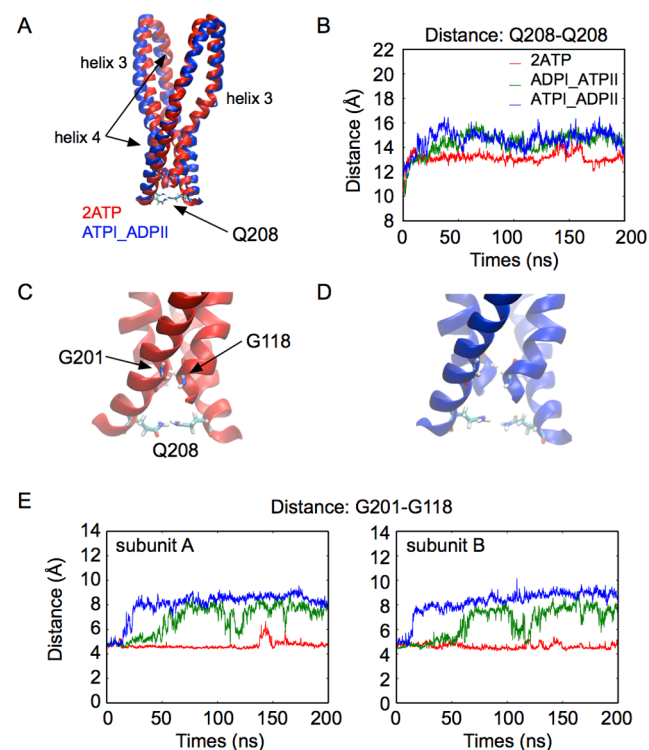 A
helix 3
helix 3
helix 4
2ATP
ATPI_ADPII
Q208
B
Distance: Q208-Q208
2ATP
ADPI_ATPII
ATPI_ADPII
Distance (Å)
22
20
18
16
14
12
10
8
0 50 100 150 200
Times (ns)
C
G201
G118
Q208
D
E
Distance: G201-G118
subunit A
Distance (Å)
14
12
10
8
6
4
2
0
0 50 100 150 200
Times (ns)
subunit B
Distance (Å)
14
12
10
8
6
4
2
0
0 50 100 150 200
Times (ns)